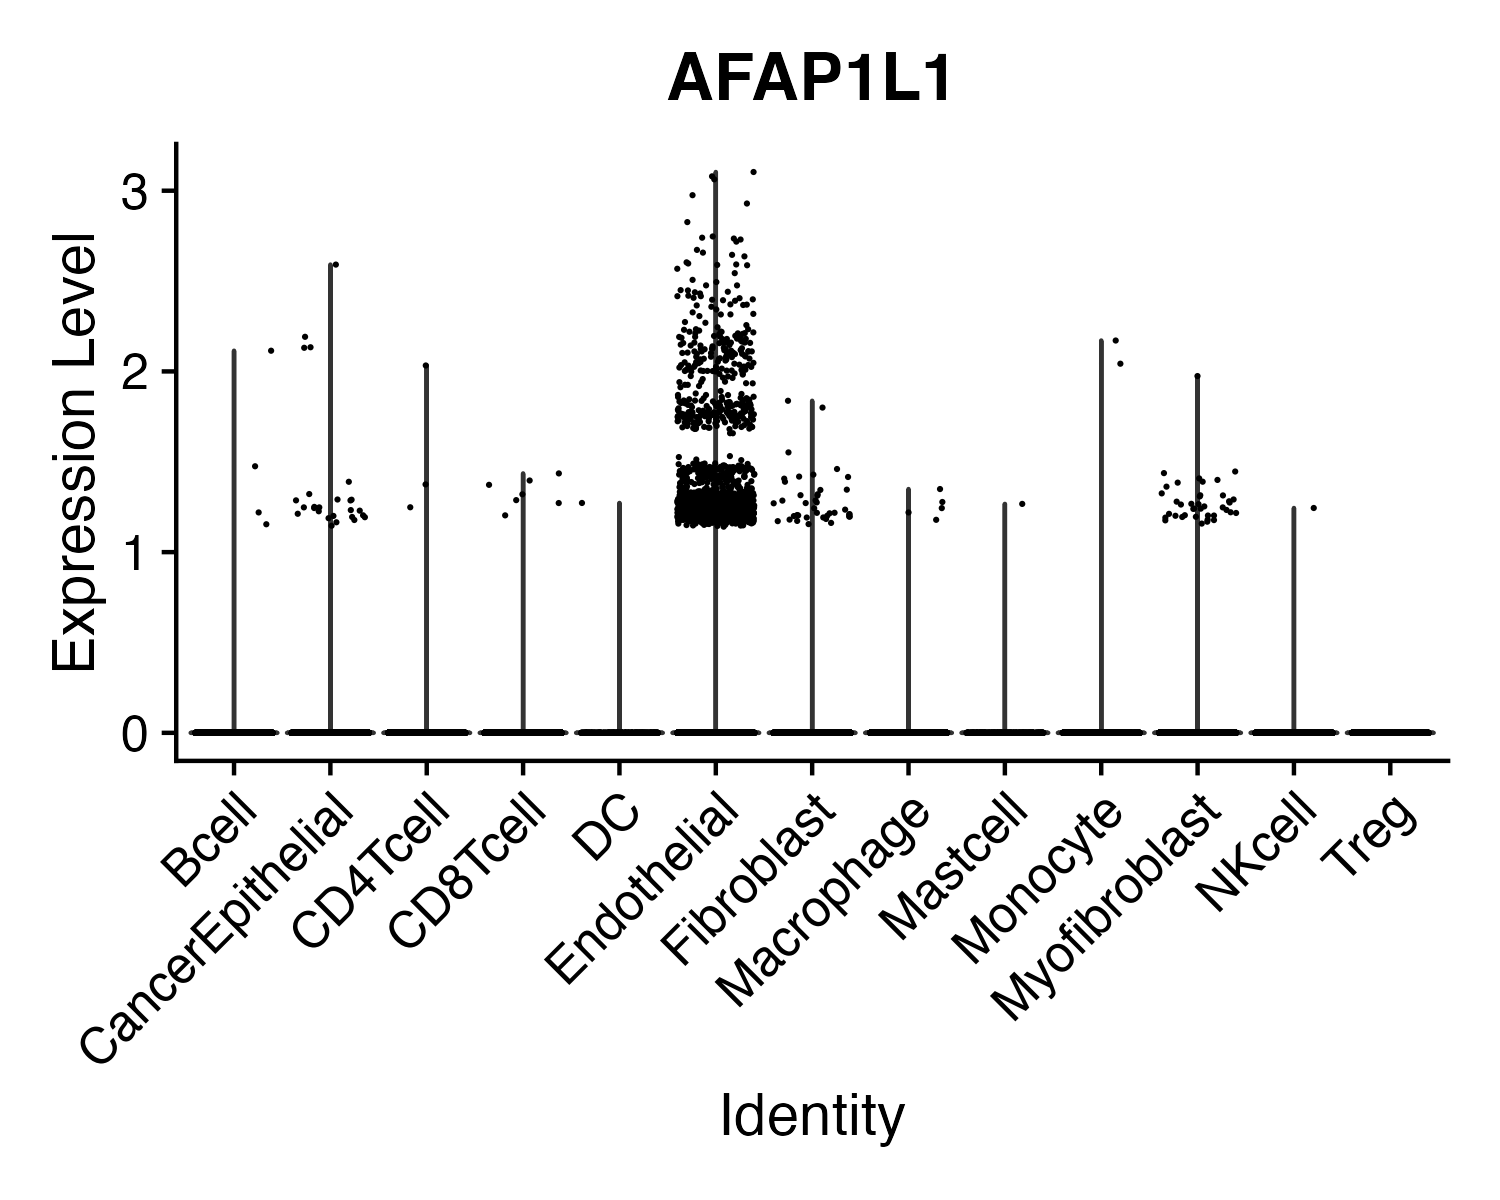 AFAP1L1
Expression Level
3
2
1
0
Bcell
CancerEpithelial
CD4Tcell
CD8Tcell
DC
Endothelial
Fibroblast
Macrophage
Mastcell
Monocyte
Myofibroblast
NKcell
Treg
Identity